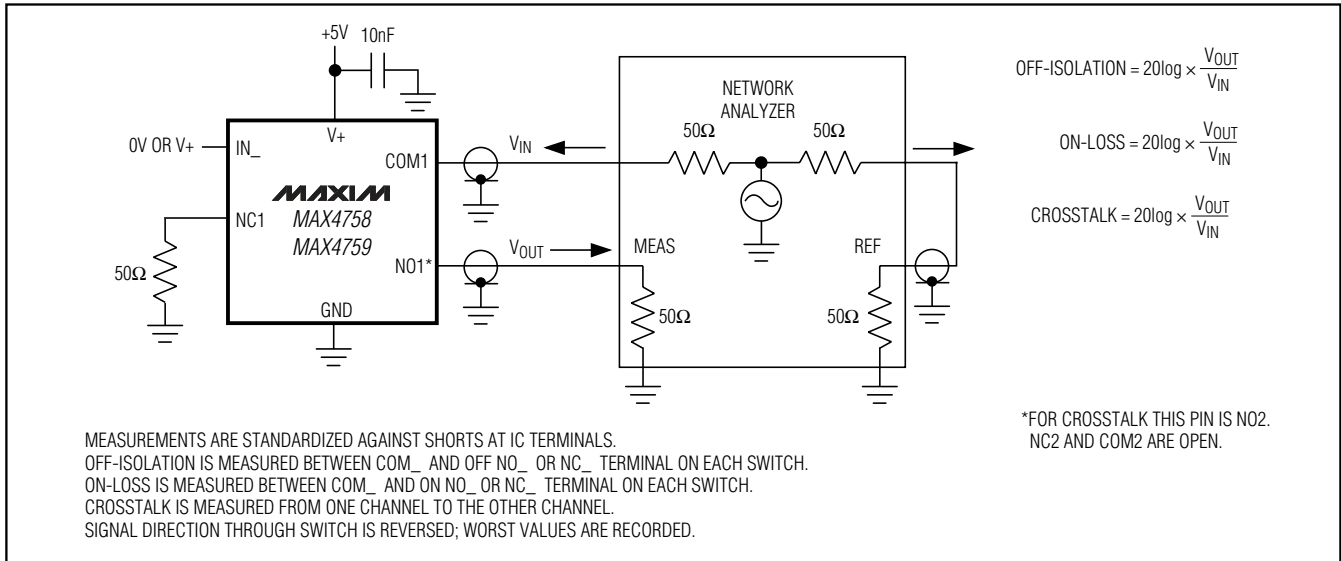 +5V 10nF
V+
0V OR V+
IN_
COM1
MAXIM
MAX4758
MAX4759
NC1
NO1*
50Ω
GND
VIN
VOUT
NETWORK
ANALYZER
50Ω 50Ω
MEAS REF
50Ω 50Ω
OFF-ISOLATION = 20log × VOUT
VIN
ON-LOSS = 20log × VOUT
VIN
CROSSTALK = 20log × VOUT
VIN
*FOR CROSSTALK THIS PIN IS NO2.
NC2 AND COM2 ARE OPEN.
MEASUREMENTS ARE STANDARDIZED AGAINST SHORTS AT IC TERMINALS.
OFF-ISOLATION IS MEASURED BETWEEN COM_ AND OFF NO_ OR NC_ TERMINAL ON EACH SWITCH.
ON-LOSS IS MEASURED BETWEEN COM_ AND ON NO_ OR NC_ TERMINAL ON EACH SWITCH.
CROSSTALK IS MEASURED FROM ONE CHANNEL TO THE OTHER CHANNEL.
SIGNAL DIRECTION THROUGH SWITCH IS REVERSED; WORST VALUES ARE RECORDED.